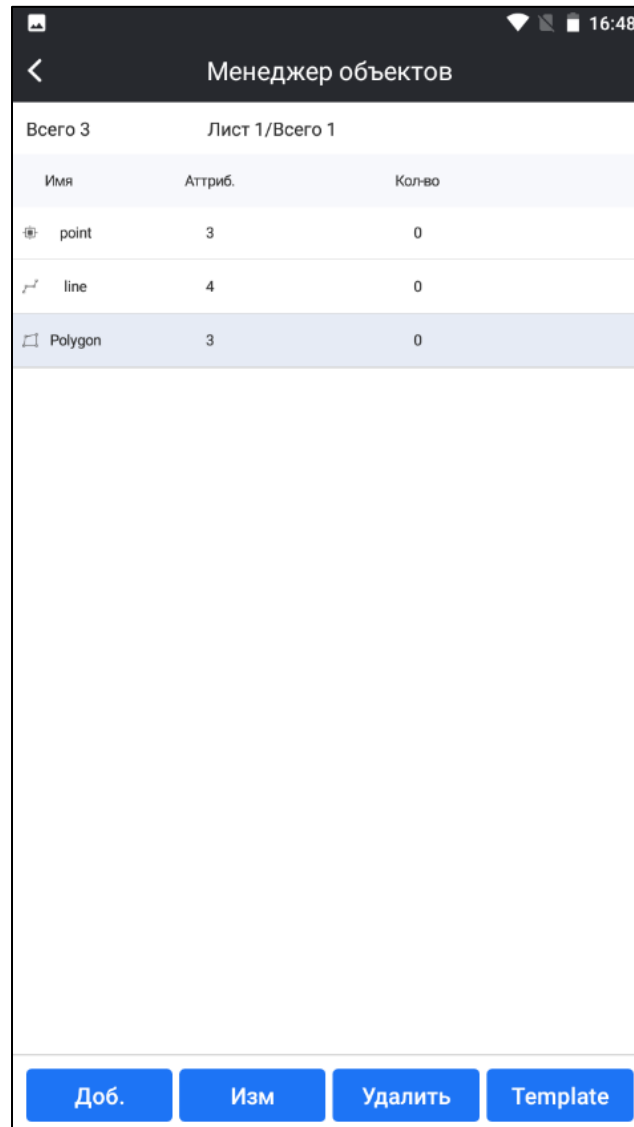 16:48
Менеджер объектов
Всего 3 Лист 1/Всего 1
Имя Аттриб. Кол-во
point 3 0
line 4 0
Polygon 3 0
Доб. Изм Удалить Template